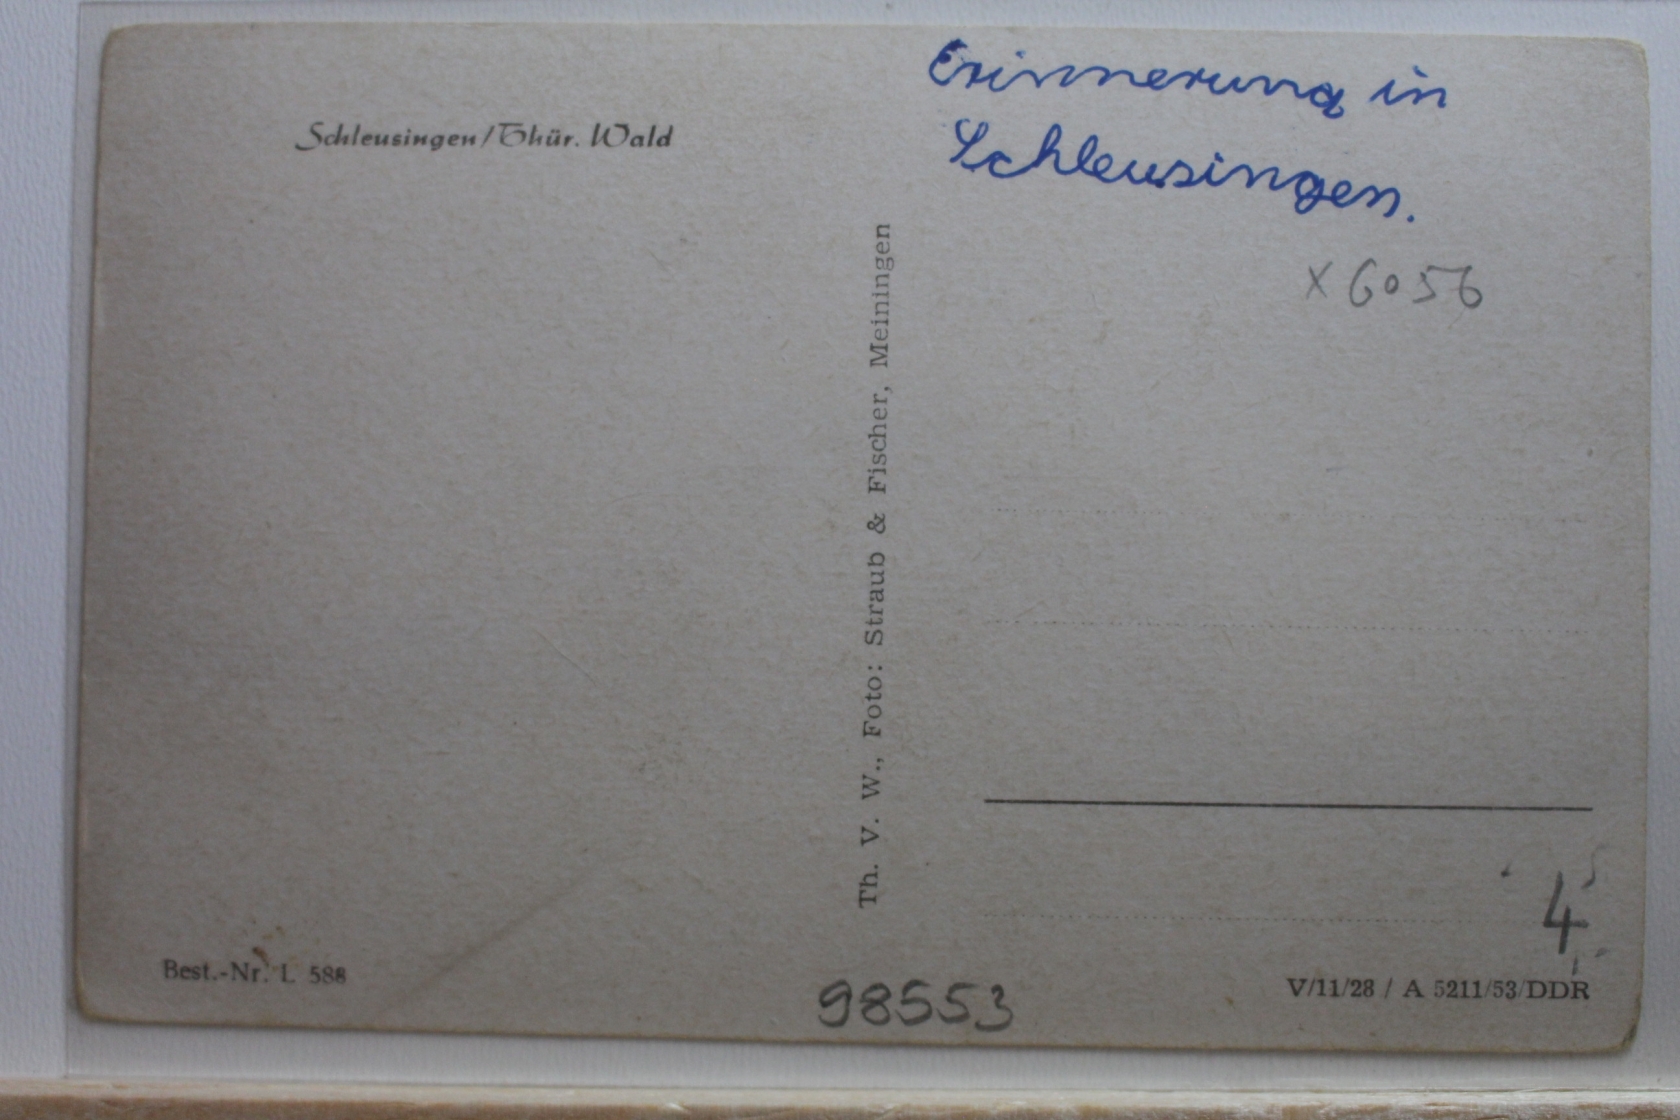 Schleusingen/Thür. Wald
Erinnerung in
Schleusingen.
x 6056
Th. V. W., Foto: Straub & Fischer, Meiningen
4
Best.-Nr. L 588
98553
V/11/28 / A 5211/53/DDR